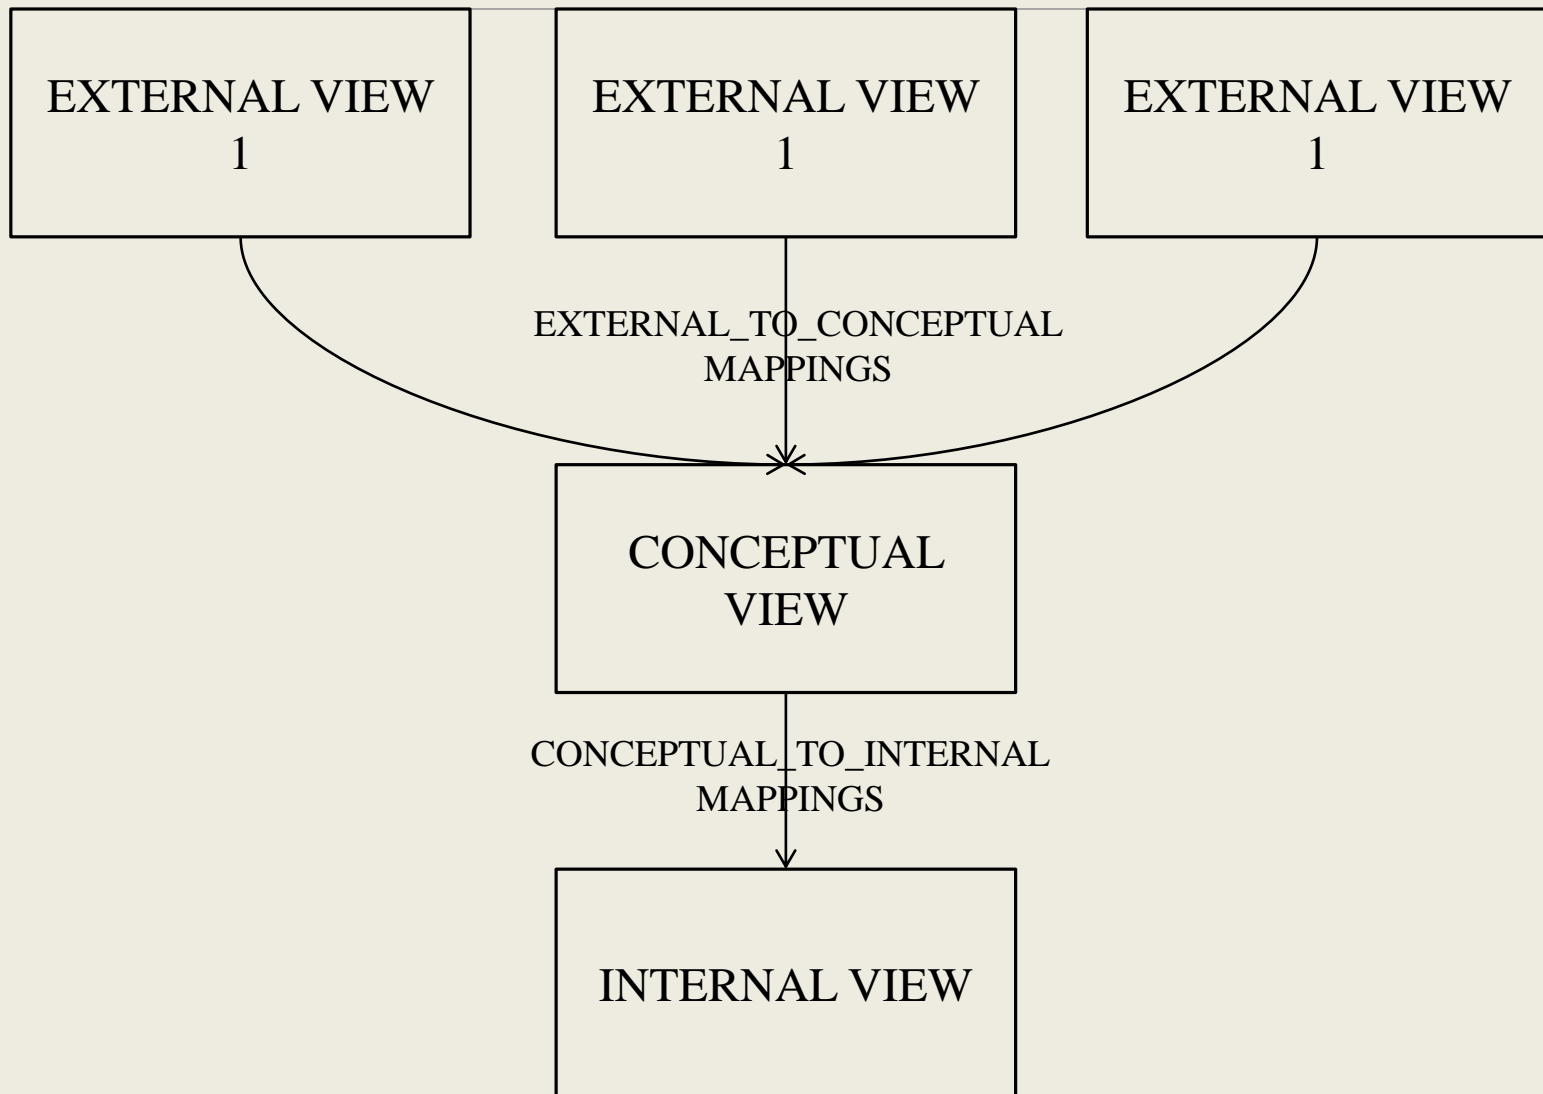 EXTERNAL VIEW
1
EXTERNAL VIEW
1
EXTERNAL VIEW
1
EXTERNAL_TO_CONCEPTUAL
MAPPINGS
CONCEPTUAL
VIEW
CONCEPTUAL_TO_INTERNAL
MAPPINGS
INTERNAL VIEW